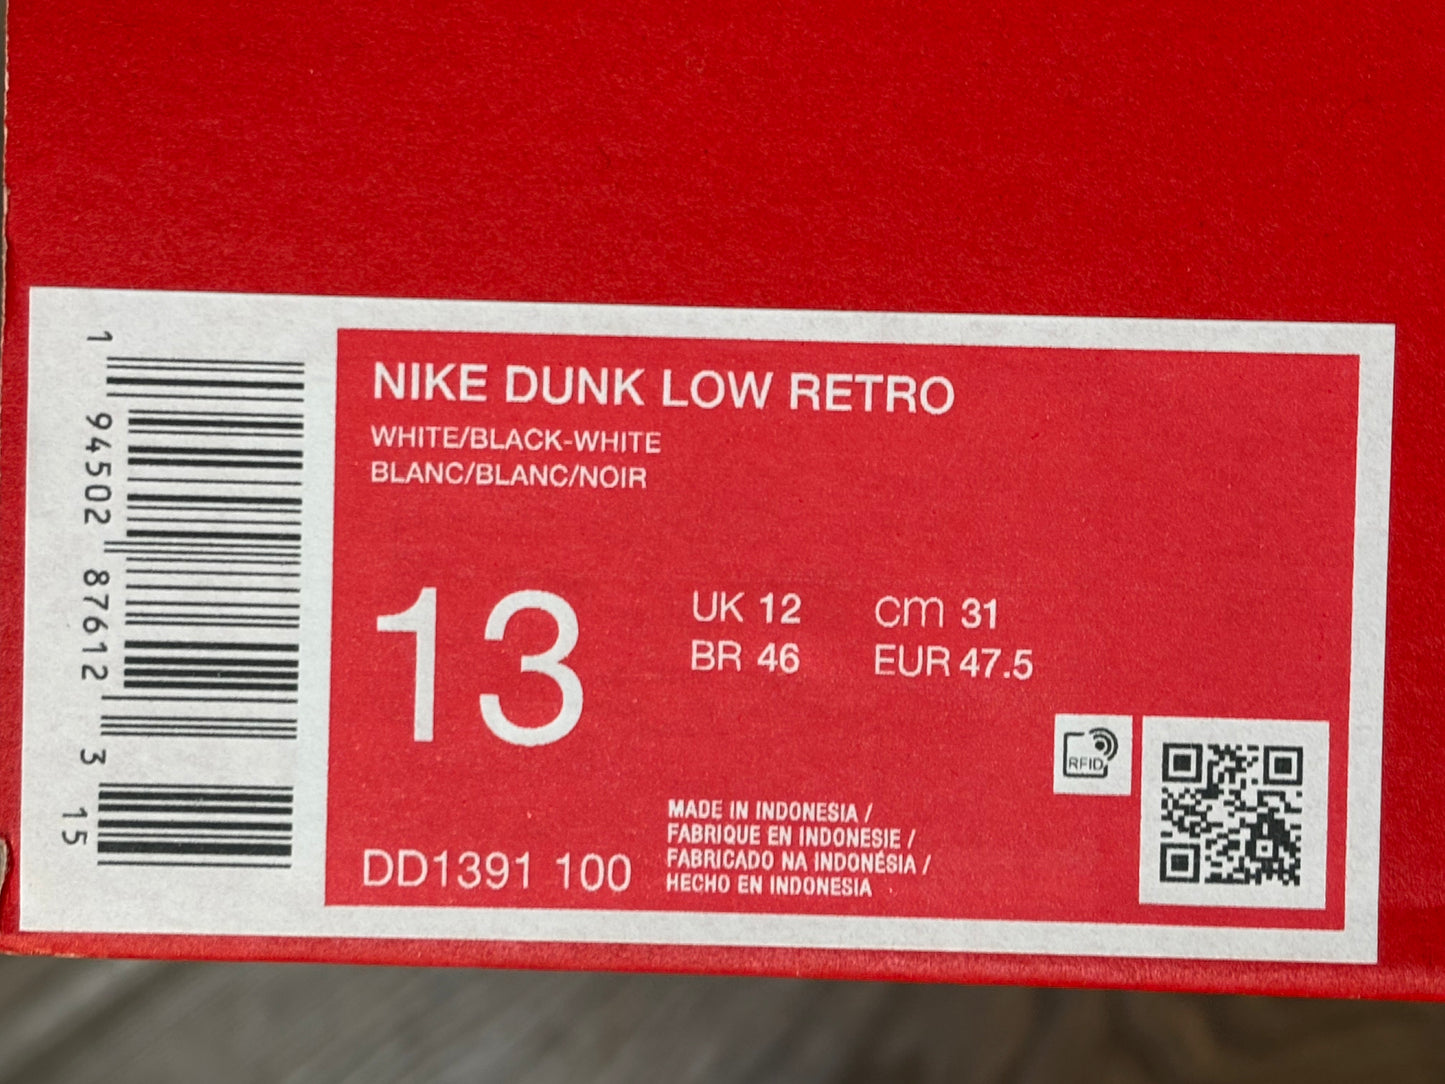 1 94502 87612 3 15
NIKE DUNK LOW RETRO
WHITE/BLACK-WHITE
BLANC/BLANC/NOIR
13
UK 12
cm 31
BR 46
EUR 47.5
RFID
DD1391 100
MADE IN INDONESIA /
FABRIQUE EN INDONESIE /
FABRICADO NA INDONÉSIA /
HECHO EN INDONESIA